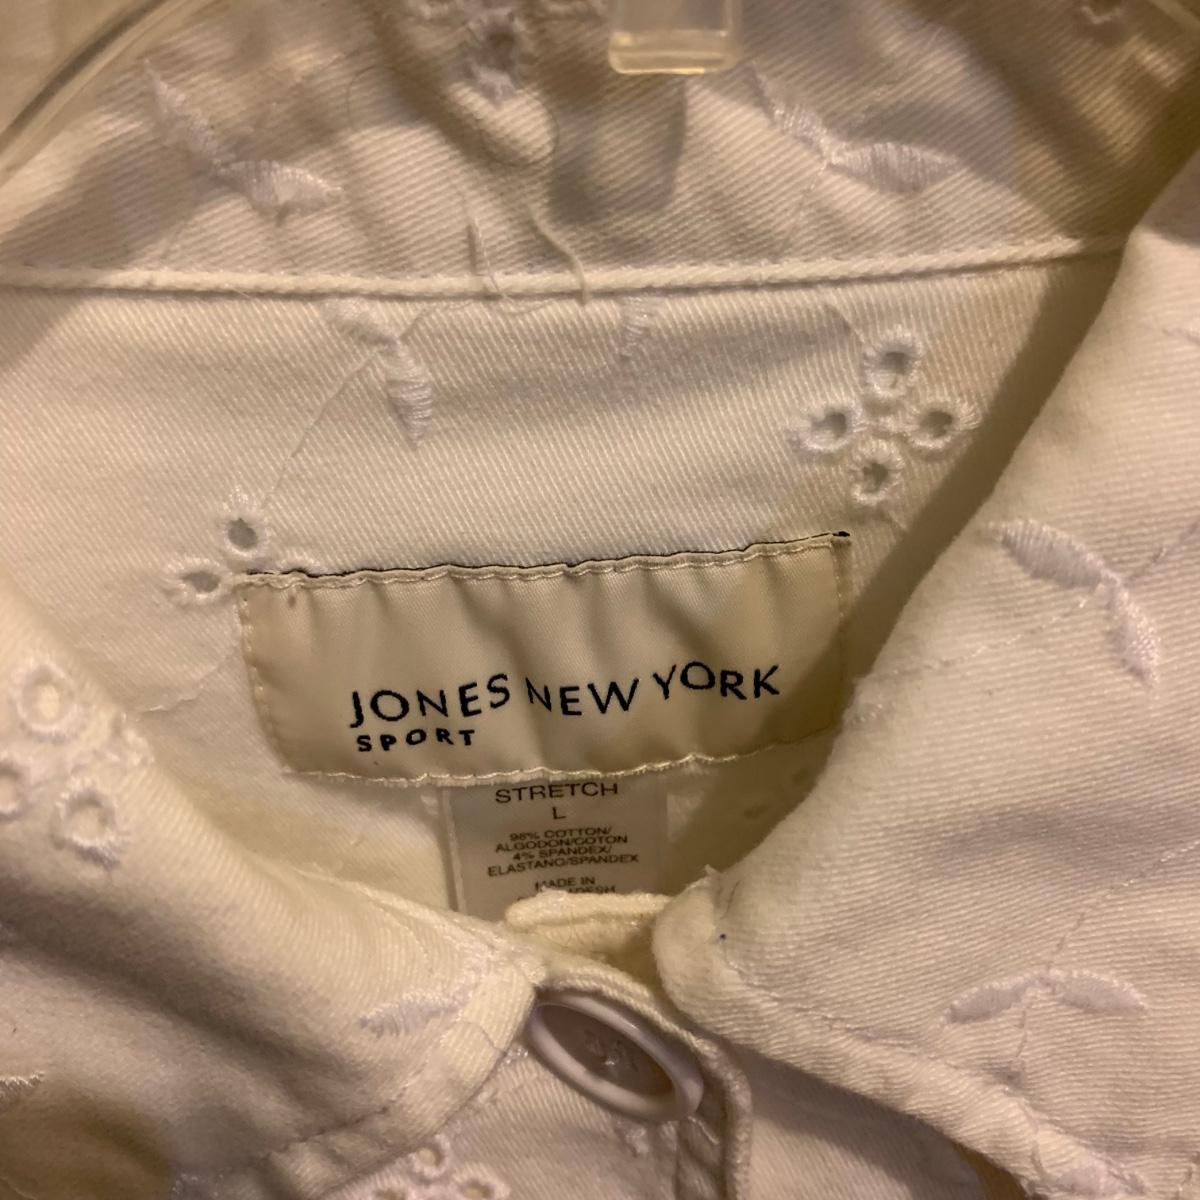 JONES NEW YORK
SPORT
STRETCH
L
96% COTTON/
ALGODON/COTON
4% SPANDEX/
ELASTANO/SPANDEX
MADE IN